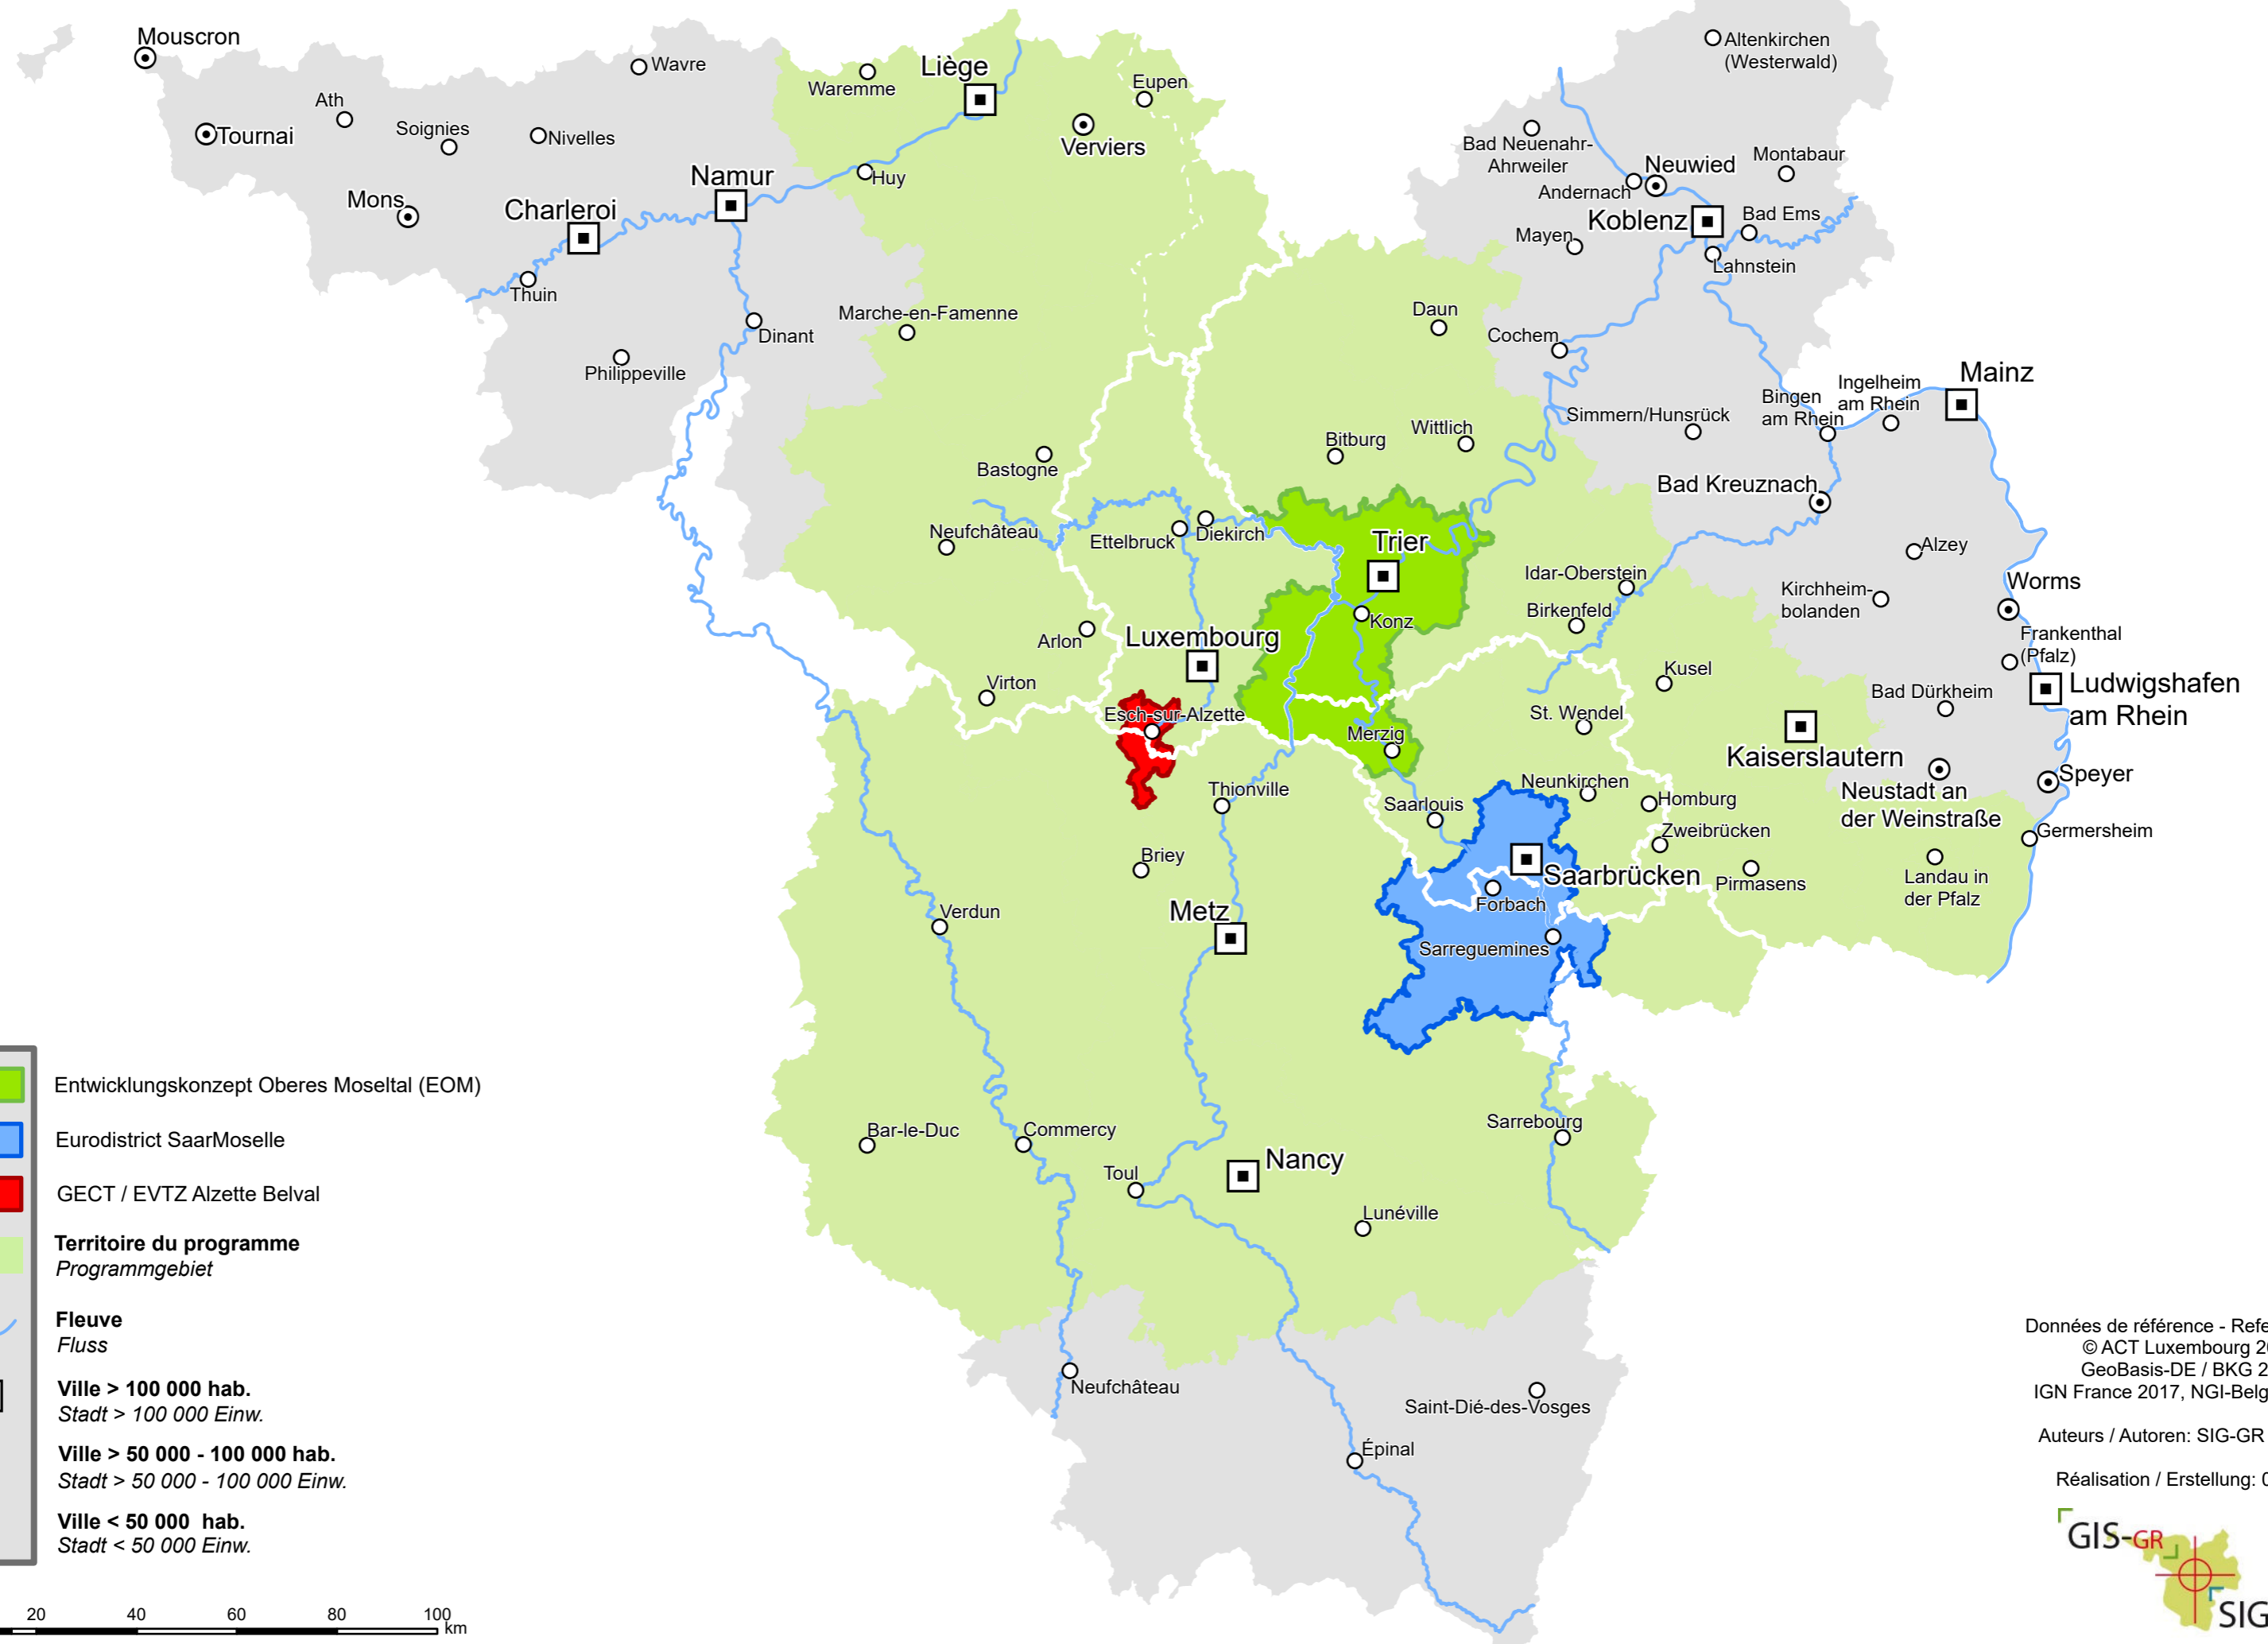 Mouscron
Altenkirchen
(Westerwald)
Wavre
Liège
Waremme
Eupen
Ath
Tournai
Soignies
Nivelles
Verviers
Bad Neuenahr-
Ahrweiler
Neuwied
Montabaur
Andernach
Namur
Huy
Mons
Charleroi
Koblenz
Bad Ems
Mayen
Lahnstein
Thuin
Marche-en-Famenne
Daun
Dinant
Cochem
Philippeville
Mainz
Ingelheim
am Rhein
Bingen
am Rhein
Simmern/Hunsrück
Wittlich
Bitburg
Bastogne
Bad Kreuznach
Neufchâteau
Ettelbruck
Diekirch
Trier
Alzey
Idar-Oberstein
Worms
Kirchheim-
bolanden
Birkenfeld
Konz
Arlon
Luxembourg
Frankenthal
(Pfalz)
Kusel
Virton
Ludwigshafen
am Rhein
Bad Dürkheim
Esch-sur-Alzette
St. Wendel
Merzig
Kaiserslautern
Speyer
Neunkirchen
Thionville
Homburg
Neustadt an
der Weinstraße
Saarlouis
Zweibrücken
Germersheim
Briey
Saarbrücken
Pirmasens
Landau in
der Pfalz
Forbach
Verdun
Metz
Sarreguemines
Entwicklungskonzept Oberes Moseltal (EOM)
Eurodistrict SaarMoselle
GECT / EVTZ Alzette Belval
Territoire du programme
Programmgebiet
Fleuve
Fluss
Ville > 100 000 hab.
Stadt > 100 000 Einw.
Ville > 50 000 - 100 000 hab.
Stadt > 50 000 - 100 000 Einw.
Ville < 50 000 hab.
Stadt < 50 000 Einw.
20 40 60 80 100
km
Bar-le-Duc
Commercy
Sarrebourg
Toul
Nancy
Lunéville
Neufchâteau
Saint-Dié-des-Vosges
Épinal
Données de référence - Refe
© ACT Luxembourg 20
GeoBasis-DE / BKG 2
IGN France 2017, NGI-Belg
Auteurs / Autoren: SIG-GR
Réalisation / Erstellung: 0
GIS-GR
SIG